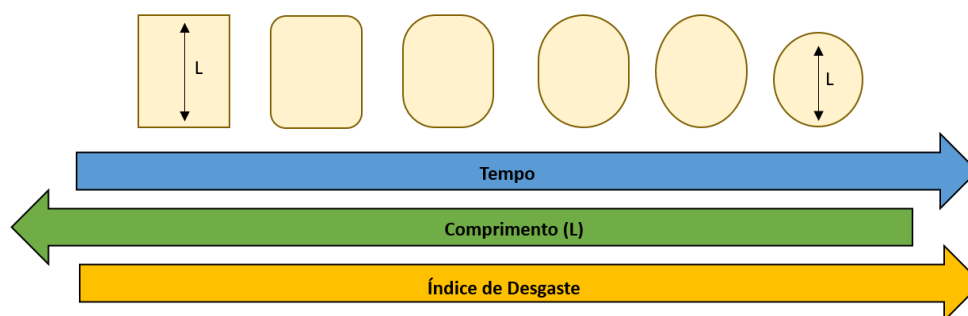 L
L
Tempo
Comprimento (L)
Índice de Desgaste